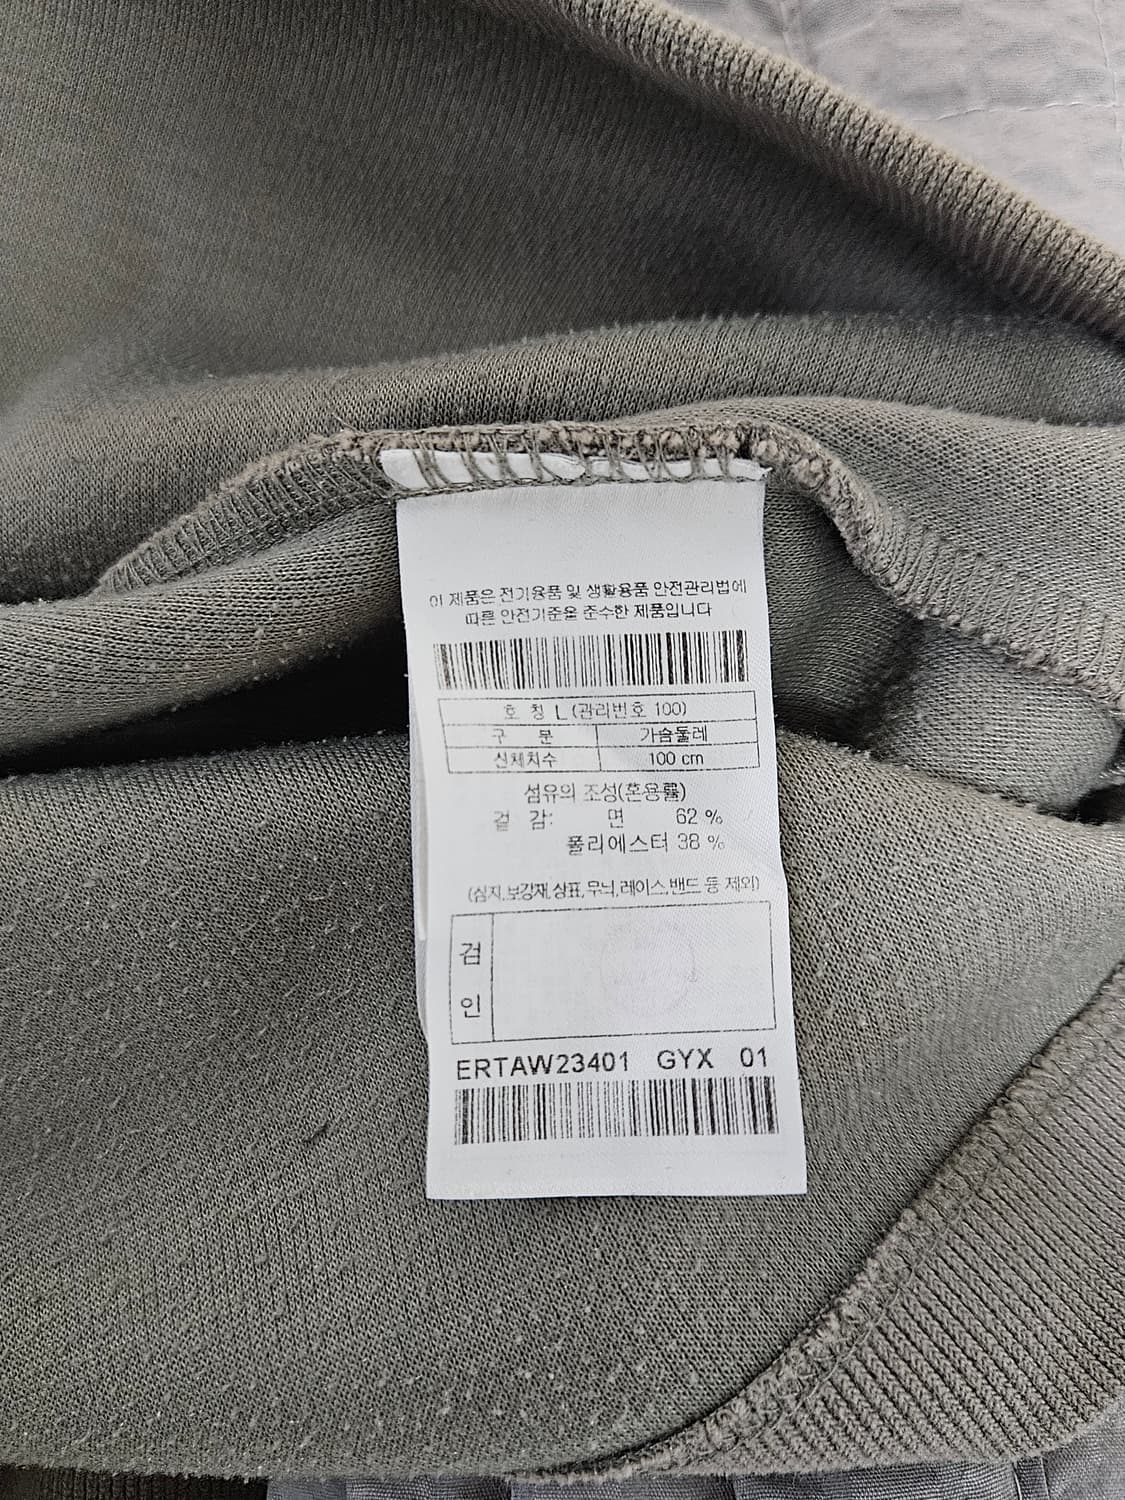 이 제품은 전기용품 및 생활용품 안전관리법에
따른 안전기준을 준수한 제품입니다
호 칭 L (관리번호 100)
구 분 가슴둘레
신체치수 100 cm
섬유의 조성(혼용률)
겉 감: 면 62 %
폴리에스터 38 %
(심지,보강재,상표,무늬,레이스,밴드 등 제외)
검
인
ERTAW23401 GYX 01